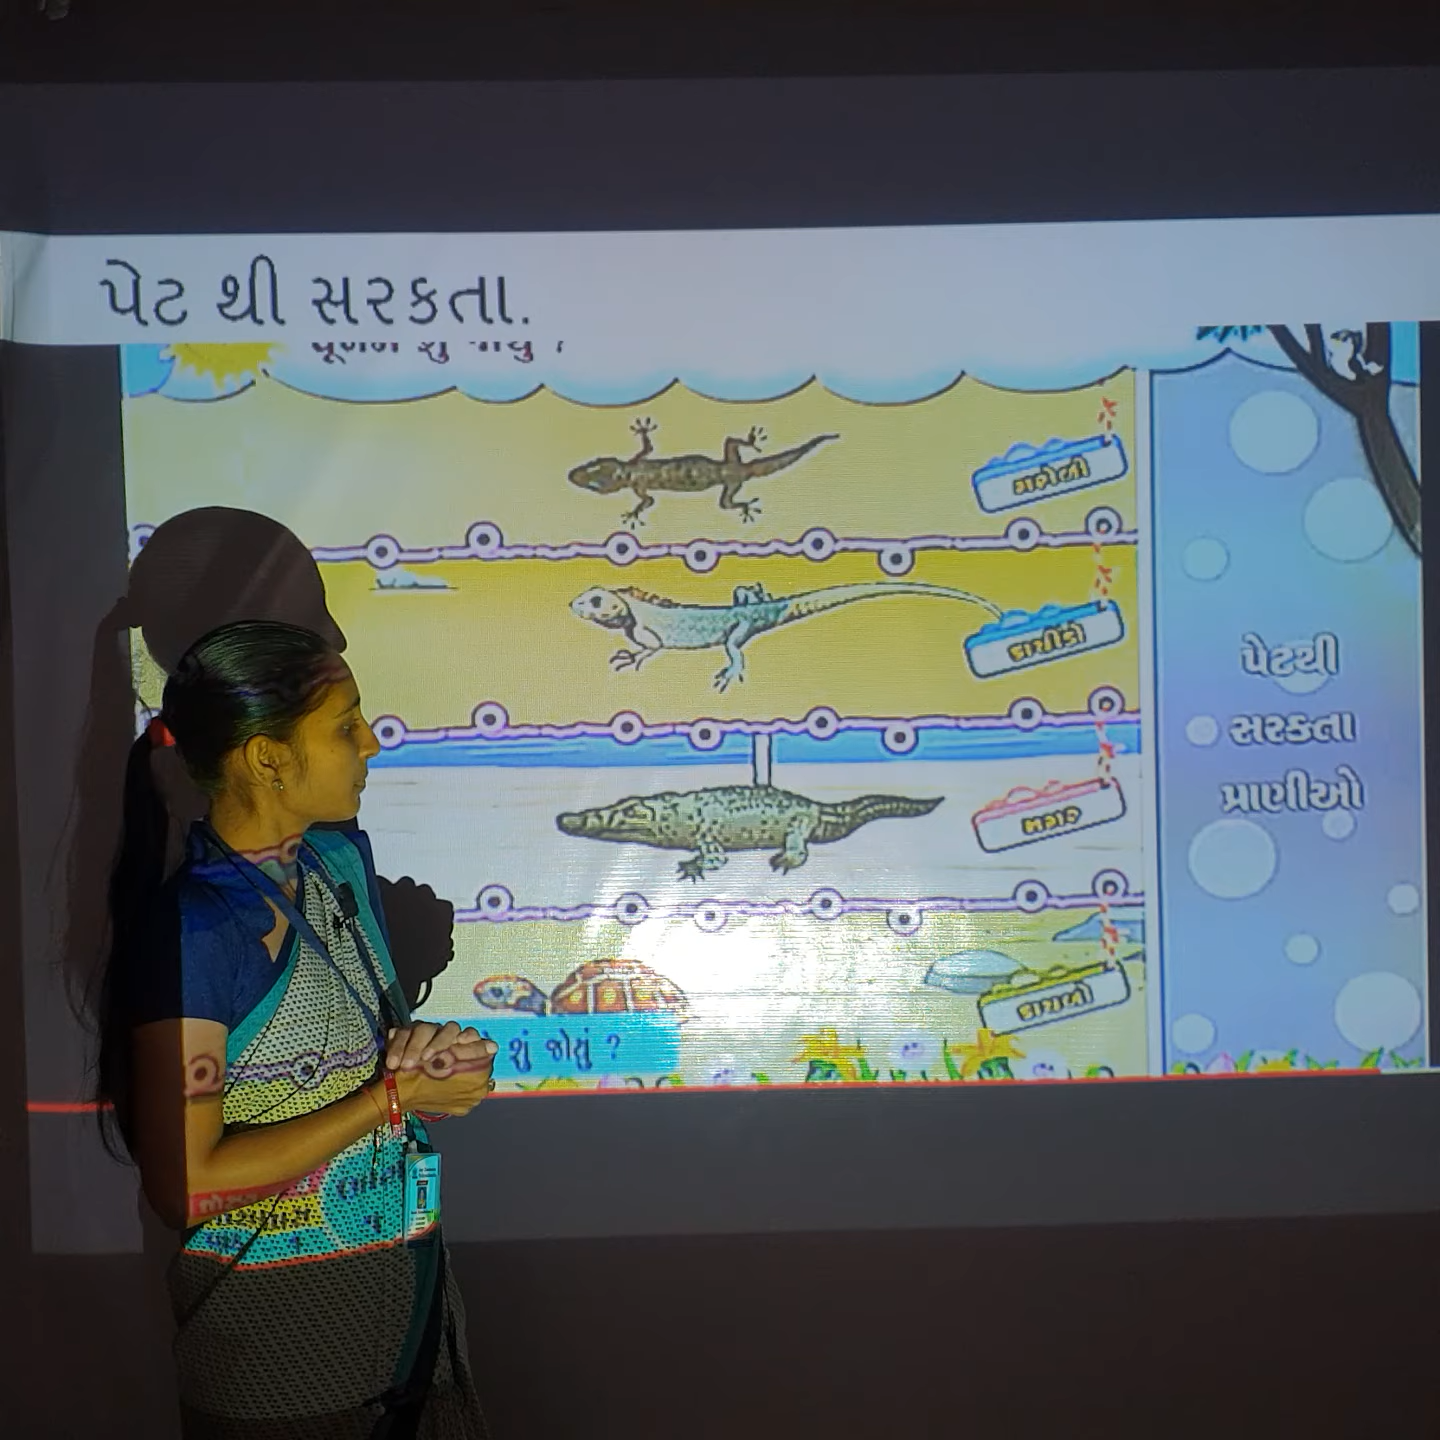 પેટ થી સરકતા.
ગરોળી
કાચીંડો
મગર
કાચબો
પેટથી
સરકતા
પ્રાણીઓ
શું જોયું ?